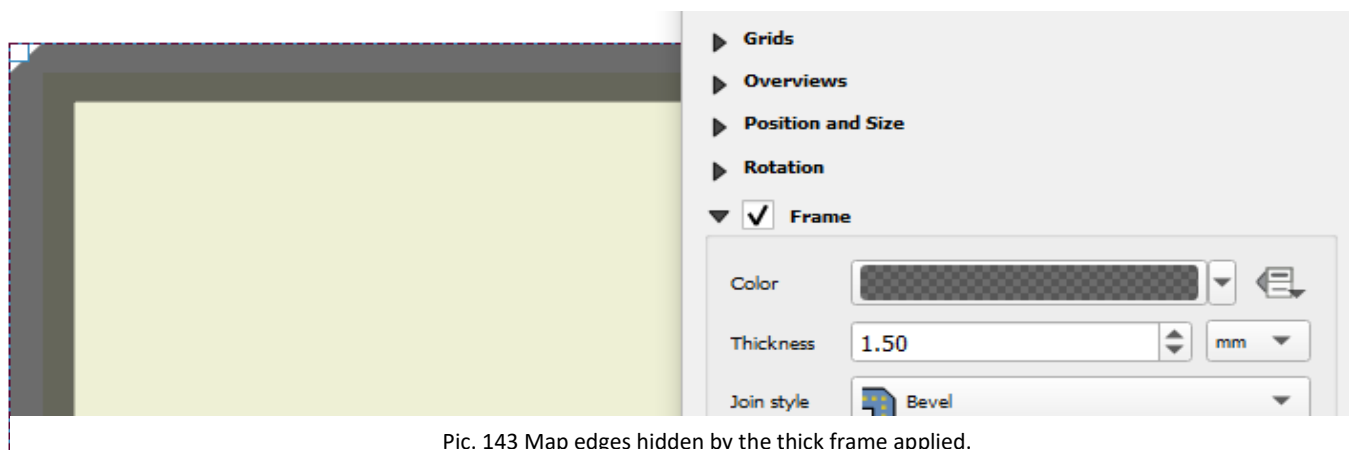 Grids
Overviews
Position and Size
Rotation
Frame
Color
Thickness 1.50 mm
Join style Bevel
Pic. 143 Map edges hidden by the thick frame applied.